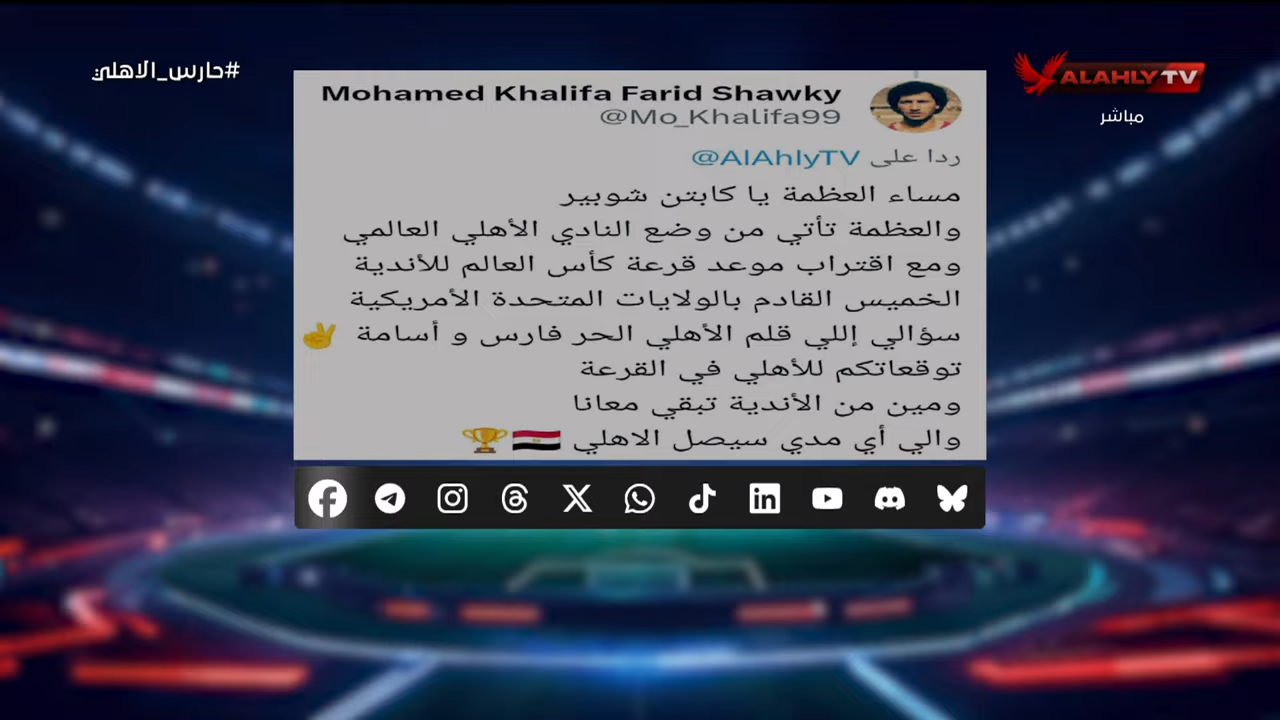 #حارس_الاهلي
ALAHLY TV
مباشر
Mohamed Khalifa Farid Shawky
@Mo_Khalifa99
ردا على @AlAhlyTV
مساء العظمة يا كابتن شوبير
والعظمة تأتي من وضع النادي الأهلي العالمي
ومع اقتراب موعد قرعة كأس العالم للأندية
الخميس القادم بالولايات المتحدة الأمريكية
سؤالي إللي قلم الأهلي الحر فارس و أسامة ✌
توقعاتكم للأهلي في القرعة
ومين من الأندية تبقي معانا
والي أي مدي سيصل الاهلي 🇪🇬🏆